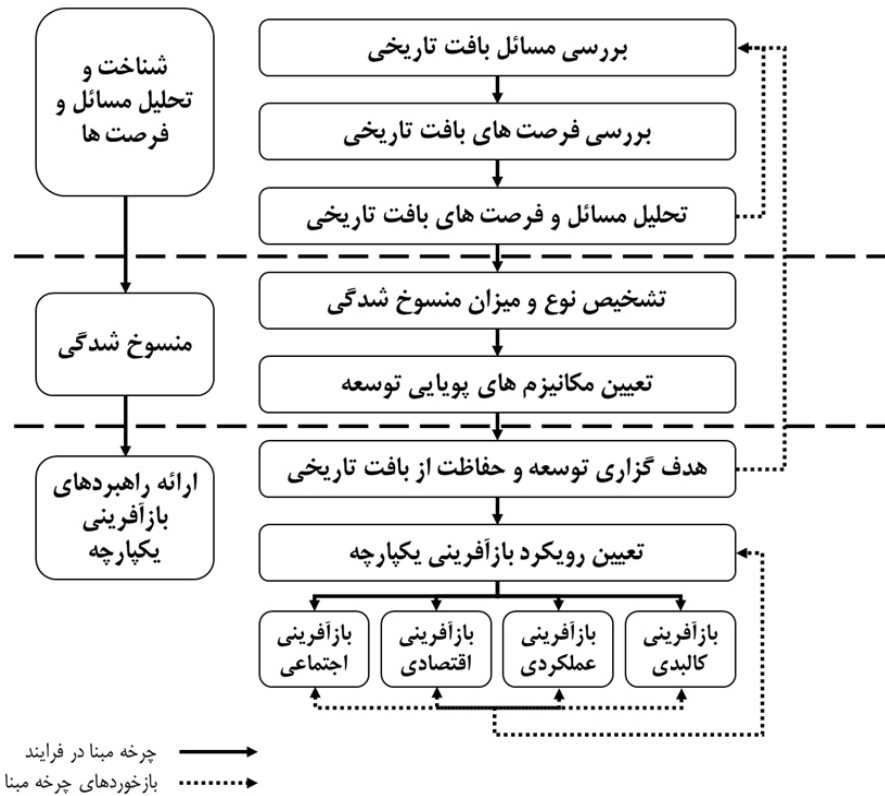 شناخت و
تحلیل مسائل و
فرصت ها
منسوخ شدگی
ارائه راهبردهای
بازآفرینی
یکپارچه
بررسی مسائل بافت تاریخی
بررسی فرصت های بافت تاریخی
تحلیل مسائل و فرصت های بافت تاریخی
تشخیص نوع و میزان منسوخ شدگی
تعیین مکانیزم های پویایی توسعه
هدف گزاری توسعه و حفاظت از بافت تاریخی
تعیین رویکرد بازآفرینی یکپارچه
بازآفرینی
کالبدی
بازآفرینی
عملکردی
بازآفرینی
اقتصادی
بازآفرینی
اجتماعی
چرخه مبنا در فرایند
بازخوردهای چرخه مبنا